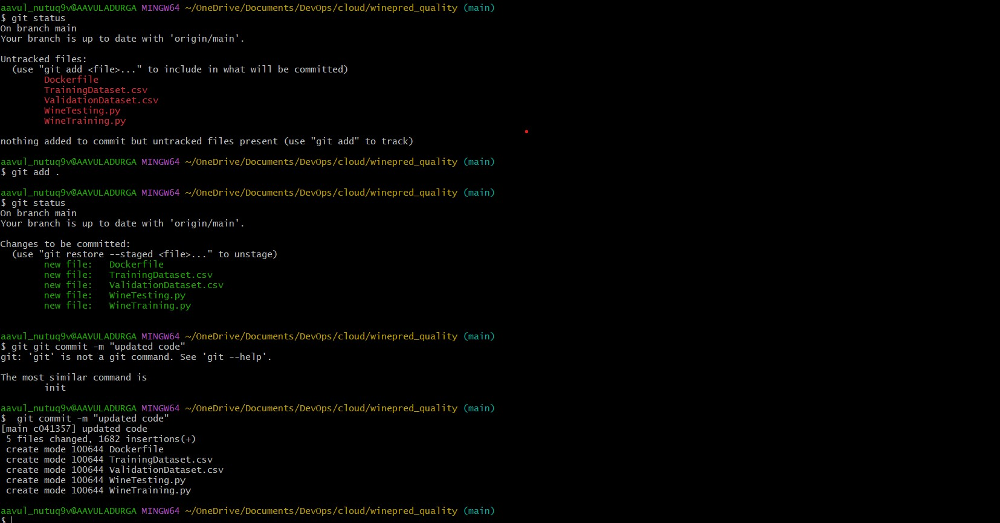 aavul_nutuq9v@AAVULADURGA MINGW64 ~/OneDrive/Documents/DevOps/cloud/winepred_quality (main)
$ git status
On branch main
Your branch is up to date with 'origin/main'.

Untracked files:
  (use "git add <file>..." to include in what will be committed)
        Dockerfile
        TrainingDataset.csv
        ValidationDataset.csv
        WineTesting.py
        WineTraining.py

nothing added to commit but untracked files present (use "git add" to track)

aavul_nutuq9v@AAVULADURGA MINGW64 ~/OneDrive/Documents/DevOps/cloud/winepred_quality (main)
$ git add .

aavul_nutuq9v@AAVULADURGA MINGW64 ~/OneDrive/Documents/DevOps/cloud/winepred_quality (main)
$ git status
On branch main
Your branch is up to date with 'origin/main'.

Changes to be committed:
  (use "git restore --staged <file>..." to unstage)
        new file:   Dockerfile
        new file:   TrainingDataset.csv
        new file:   ValidationDataset.csv
        new file:   WineTesting.py
        new file:   WineTraining.py

aavul_nutuq9v@AAVULADURGA MINGW64 ~/OneDrive/Documents/DevOps/cloud/winepred_quality (main)
$ git git commit -m "updated code"
git: 'git' is not a git command. See 'git --help'.

The most similar command is
        init

aavul_nutuq9v@AAVULADURGA MINGW64 ~/OneDrive/Documents/DevOps/cloud/winepred_quality (main)
$  git commit -m "updated code"
[main c041357] updated code
 5 files changed, 1682 insertions(+)
 create mode 100644 Dockerfile
 create mode 100644 TrainingDataset.csv
 create mode 100644 ValidationDataset.csv
 create mode 100644 WineTesting.py
 create mode 100644 WineTraining.py

aavul_nutuq9v@AAVULADURGA MINGW64 ~/OneDrive/Documents/DevOps/cloud/winepred_quality (main)
$